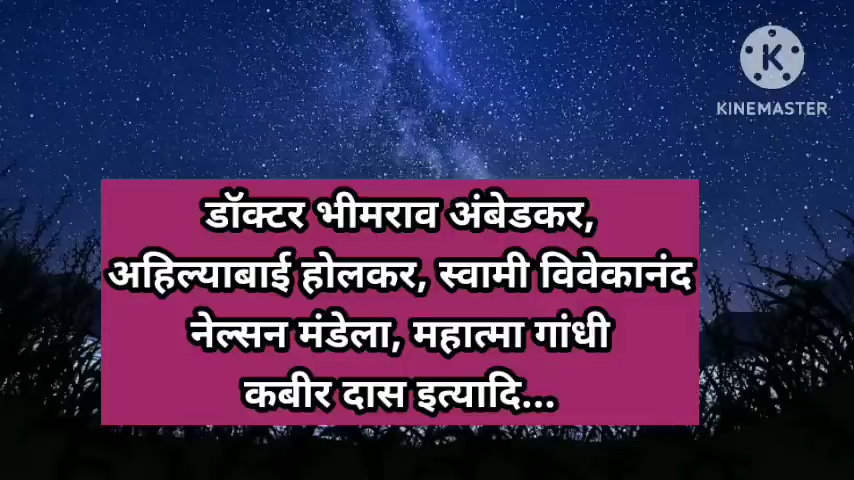 KINEMASTER
डॉक्टर भीमराव अंबेडकर,
अहिल्याबाई होलकर, स्वामी विवेकानंद
नेल्सन मंडेला, महात्मा गांधी
कबीर दास इत्यादि...